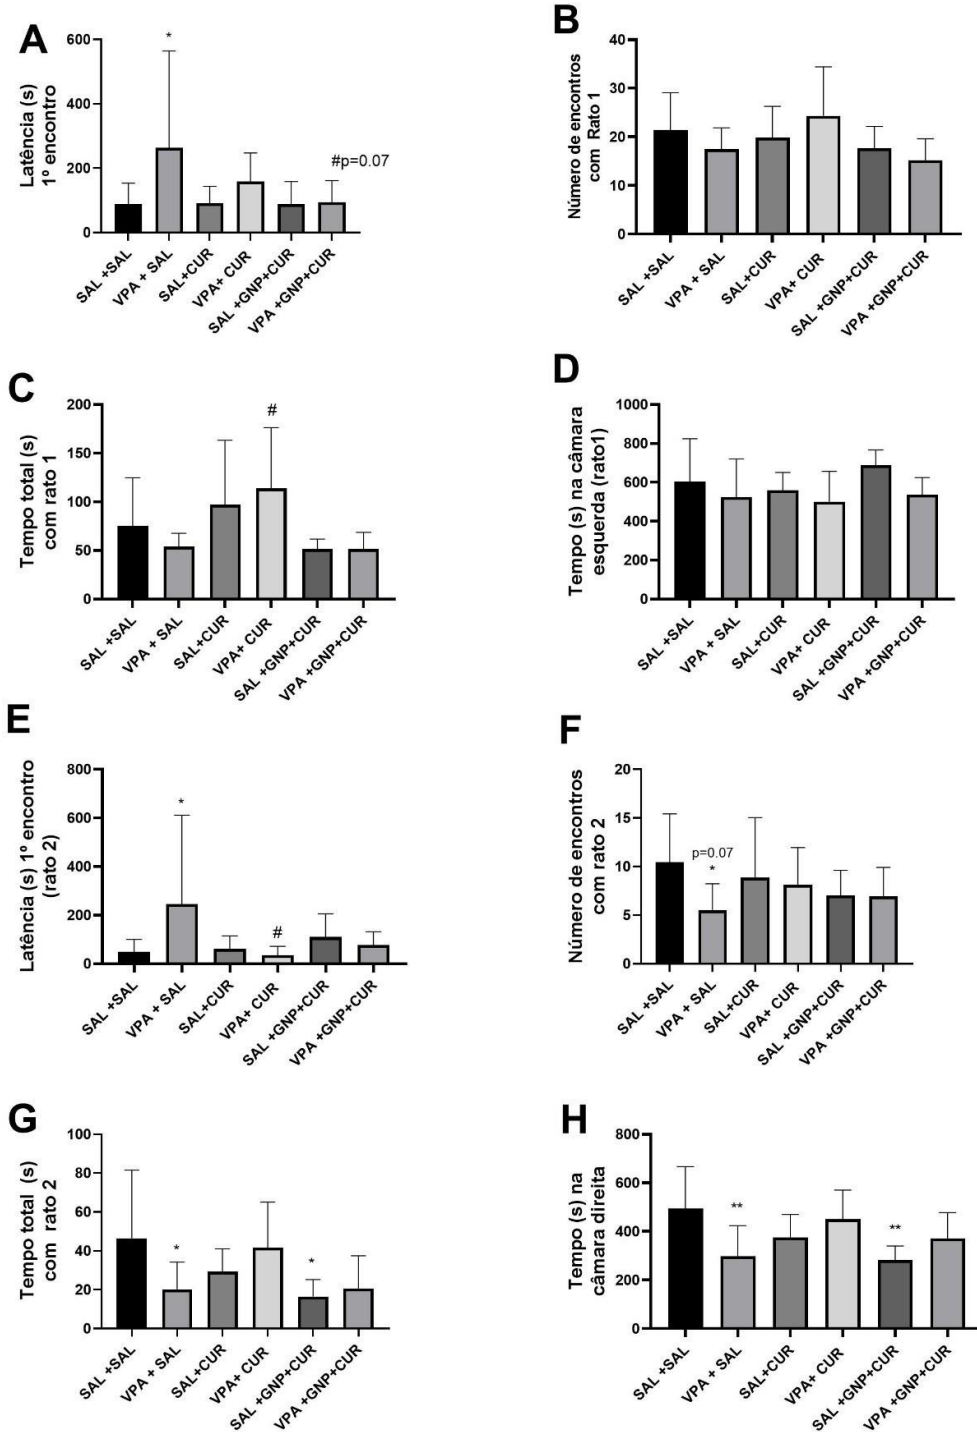 A
Latência (s)
1º encontro
600
400
200
0
*
#p=0.07
SAL +SAL
VPA + SAL
SAL+CUR
VPA+ CUR
SAL +GNP+CUR
VPA +GNP+CUR
B
Número de encontros
com Rato 1
40
30
20
10
0
SAL +SAL
VPA + SAL
SAL+CUR
VPA+ CUR
SAL +GNP+CUR
VPA +GNP+CUR
C
Tempo total (s)
com rato 1
200
150
100
50
0
#
SAL +SAL
VPA + SAL
SAL+CUR
VPA+ CUR
SAL +GNP+CUR
VPA +GNP+CUR
D
Tempo (s) na câmara
esquerda (rato1)
1000
800
600
400
200
0
SAL +SAL
VPA + SAL
SAL+CUR
VPA+ CUR
SAL +GNP+CUR
VPA +GNP+CUR
E
Latência (s) 1º encontro
(rato 2)
800
600
400
200
0
*
#
SAL +SAL
VPA + SAL
SAL+CUR
VPA+ CUR
SAL +GNP+CUR
VPA +GNP+CUR
F
Número de encontros
com rato 2
20
15
10
5
0
p=0.07
*
SAL +SAL
VPA + SAL
SAL+CUR
VPA+ CUR
SAL +GNP+CUR
VPA +GNP+CUR
G
Tempo total (s)
com rato 2
100
80
60
40
20
0
*
*
SAL +SAL
VPA + SAL
SAL+CUR
VPA+ CUR
SAL +GNP+CUR
VPA +GNP+CUR
H
Tempo (s) na
câmara direita
800
600
400
200
0
**
**
SAL +SAL
VPA + SAL
SAL+CUR
VPA+ CUR
SAL +GNP+CUR
VPA +GNP+CUR